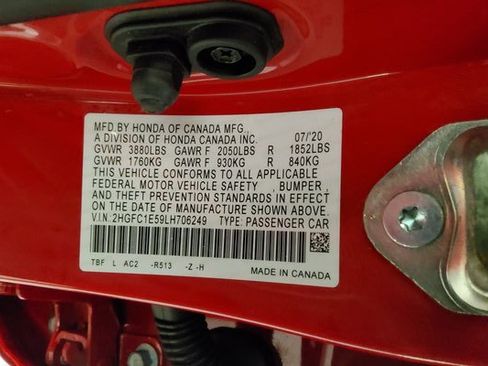 MFD.BY HONDA OF CANADA MFG.,
A DIVISION OF HONDA CANADA INC. 07/'20
GVWR 3880LBS GAWR F 2050LBS R 1852LBS
GVWR 1760KG GAWR F 930KG R 840KG
THIS VEHICLE CONFORMS TO ALL APPLICABLE
FEDERAL MOTOR VEHICLE SAFETY , BUMPER ,
AND THEFT PREVENTION STANDARDS IN EFFECT
ON THE DATE OF MANUFACTURE SHOWN ABOVE.
V.I.N:2HGFC1E59LH706249 TYPE: PASSENGER CAR
TBF L AC2 -R513 -Z -H
MADE IN CANADA